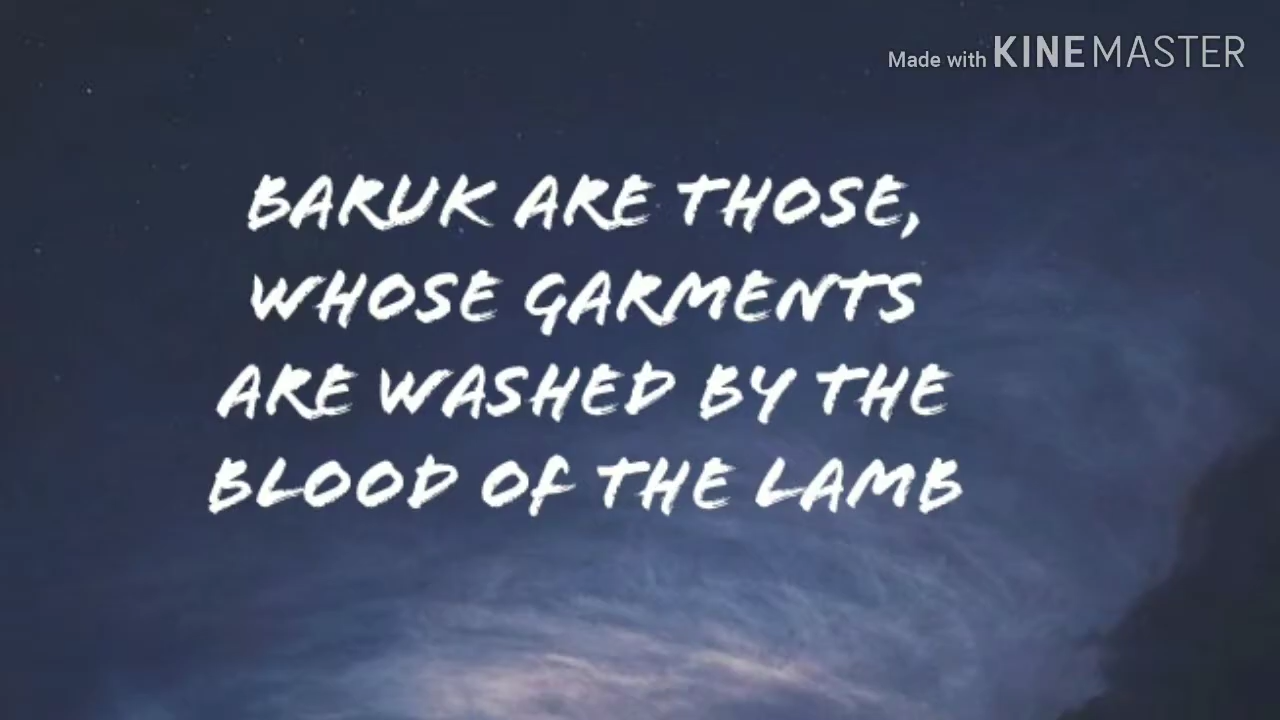 Made with KINEMASTER
BARUK ARE THOSE,
WHOSE GARMENTS
ARE WASHED BY THE
BLOOD OF THE LAMB